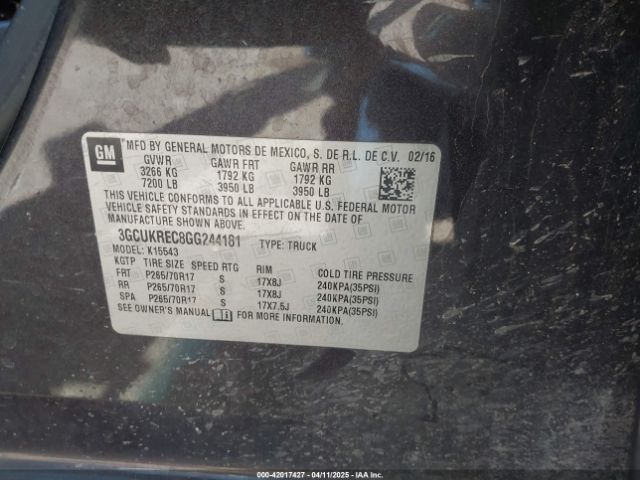 GM
MFD BY GENERAL MOTORS DE MEXICO, S. DE R.L. DE C.V. 02/16
GVWR GAWR FRT GAWR RR
3266 KG 1792 KG 1792 KG
7200 LB 3950 LB 3950 LB
THIS VEHICLE CONFORMS TO ALL APPLICABLE U.S. FEDERAL MOTOR
VEHICLE SAFETY STANDARDS IN EFFECT ON THE DATE OF
MANUFACTURE SHOWN ABOVE.
3GCUKREC8GG244181 TYPE: TRUCK
MODEL: K15543
KGTP TIRE SIZE SPEED RTG RIM COLD TIRE PRESSURE
FRT P265/70R17 S 17X8J 240KPA(35PSI)
RR P265/70R17 S 17X8J 240KPA(35PSI)
SPA P265/70R17 S 17X7.5J 240KPA(35PSI)
SEE OWNER'S MANUAL FOR MORE INFORMATION.
000-42017427 - 04/11/2025 - IAAI.COM